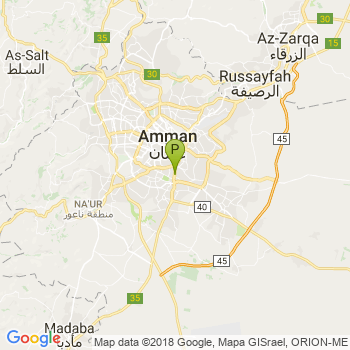 35
Az-Zarqa
الزرقاء
15
As-Salt
السلط
30
30
Russayfah
الرصيفة
Amman
عمان
P
45
NA'UR
منطقة ناعور
40
45
35
Madaba
مادبا
Google
Map data ©2018 Google, Mapa GISrael, ORION-ME